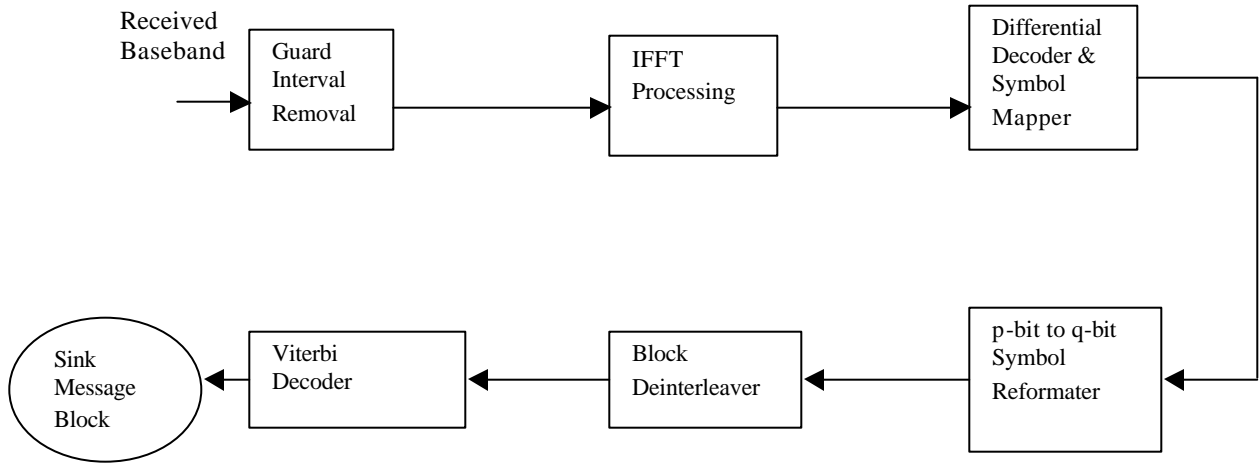 Received
Baseband
Guard
Interval
Removal
IFFT
Processing
Differential
Decoder &
Symbol
Mapper
p-bit to q-bit
Symbol
Reformater
Block
Deinterleaver
Viterbi
Decoder
Sink
Message
Block